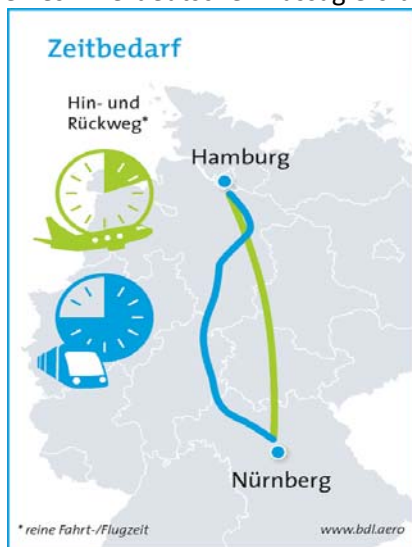 Zeitbedarf
Hin- und
Rückweg*
Hamburg
Nürnberg
* reine Fahrt-/Flugzeit
www.bdl.aero